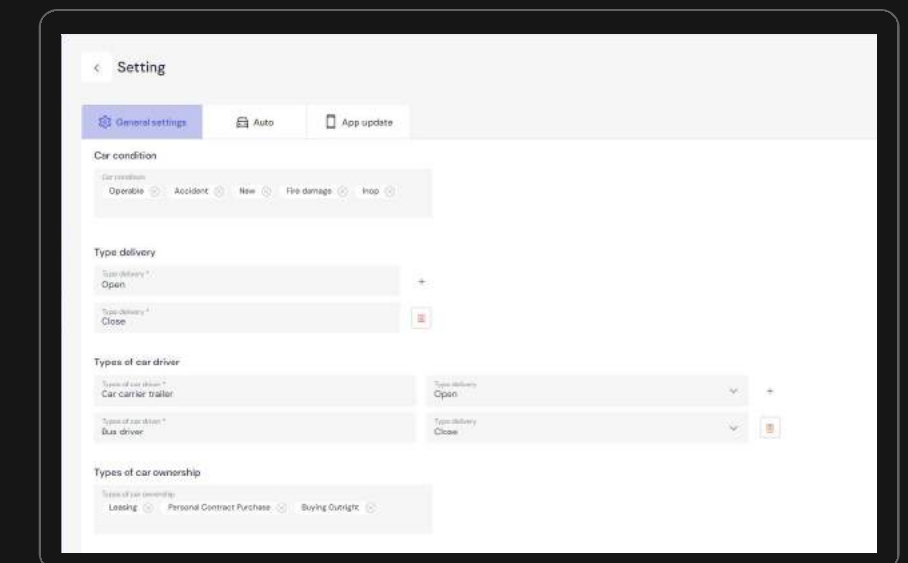 Setting
General settings Auto App update
Car condition
Car condition
Operable Accident New Fire damage Inop
Type delivery
Type delivery *
Open
Type delivery *
Close
Types of car driver
Types of car driver * Type delivery
Car carrier trailer Open
Types of car driver * Type delivery
Bus driver Close
Types of car ownership
Types of car ownership
Leasing Personal Contract Purchase Buying Outright